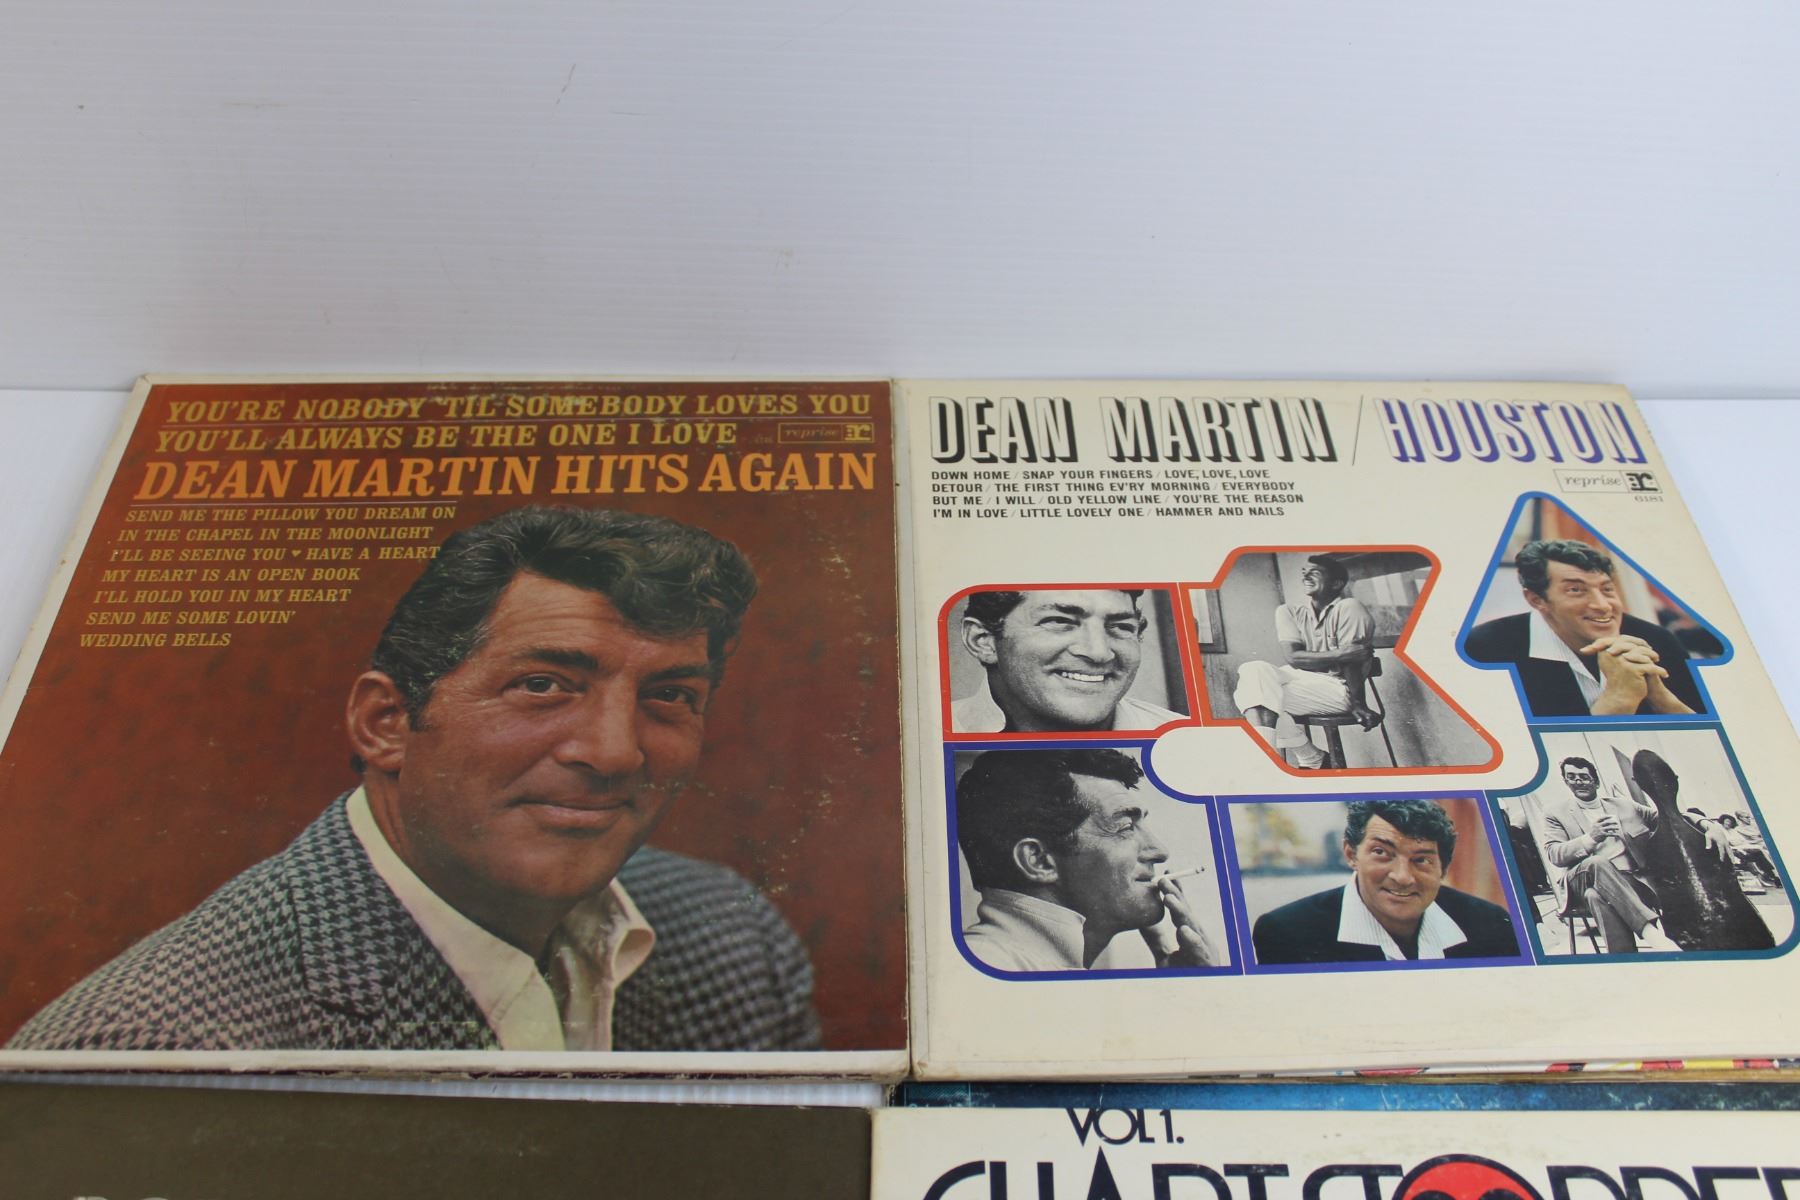 YOU'RE NOBODY 'TIL SOMEBODY LOVES YOU
YOU'LL ALWAYS BE THE ONE I LOVE
reprise r:
DEAN MARTIN HITS AGAIN
SEND ME THE PILLOW YOU DREAM ON
IN THE CHAPEL IN THE MOONLIGHT
I'LL BE SEEING YOU ♥ HAVE A HEART
MY HEART IS AN OPEN BOOK
I'LL HOLD YOU IN MY HEART
SEND ME SOME LOVIN'
WEDDING BELLS
DEAN MARTIN / HOUSTON
DOWN HOME / SNAP YOUR FINGERS / LOVE, LOVE, LOVE
DETOUR / THE FIRST THING EV'RY MORNING / EVERYBODY
BUT ME / I WILL / OLD YELLOW LINE / YOU'RE THE REASON
I'M IN LOVE / LITTLE LOVELY ONE / HAMMER AND NAILS
reprise r:
6181
VOL 1.